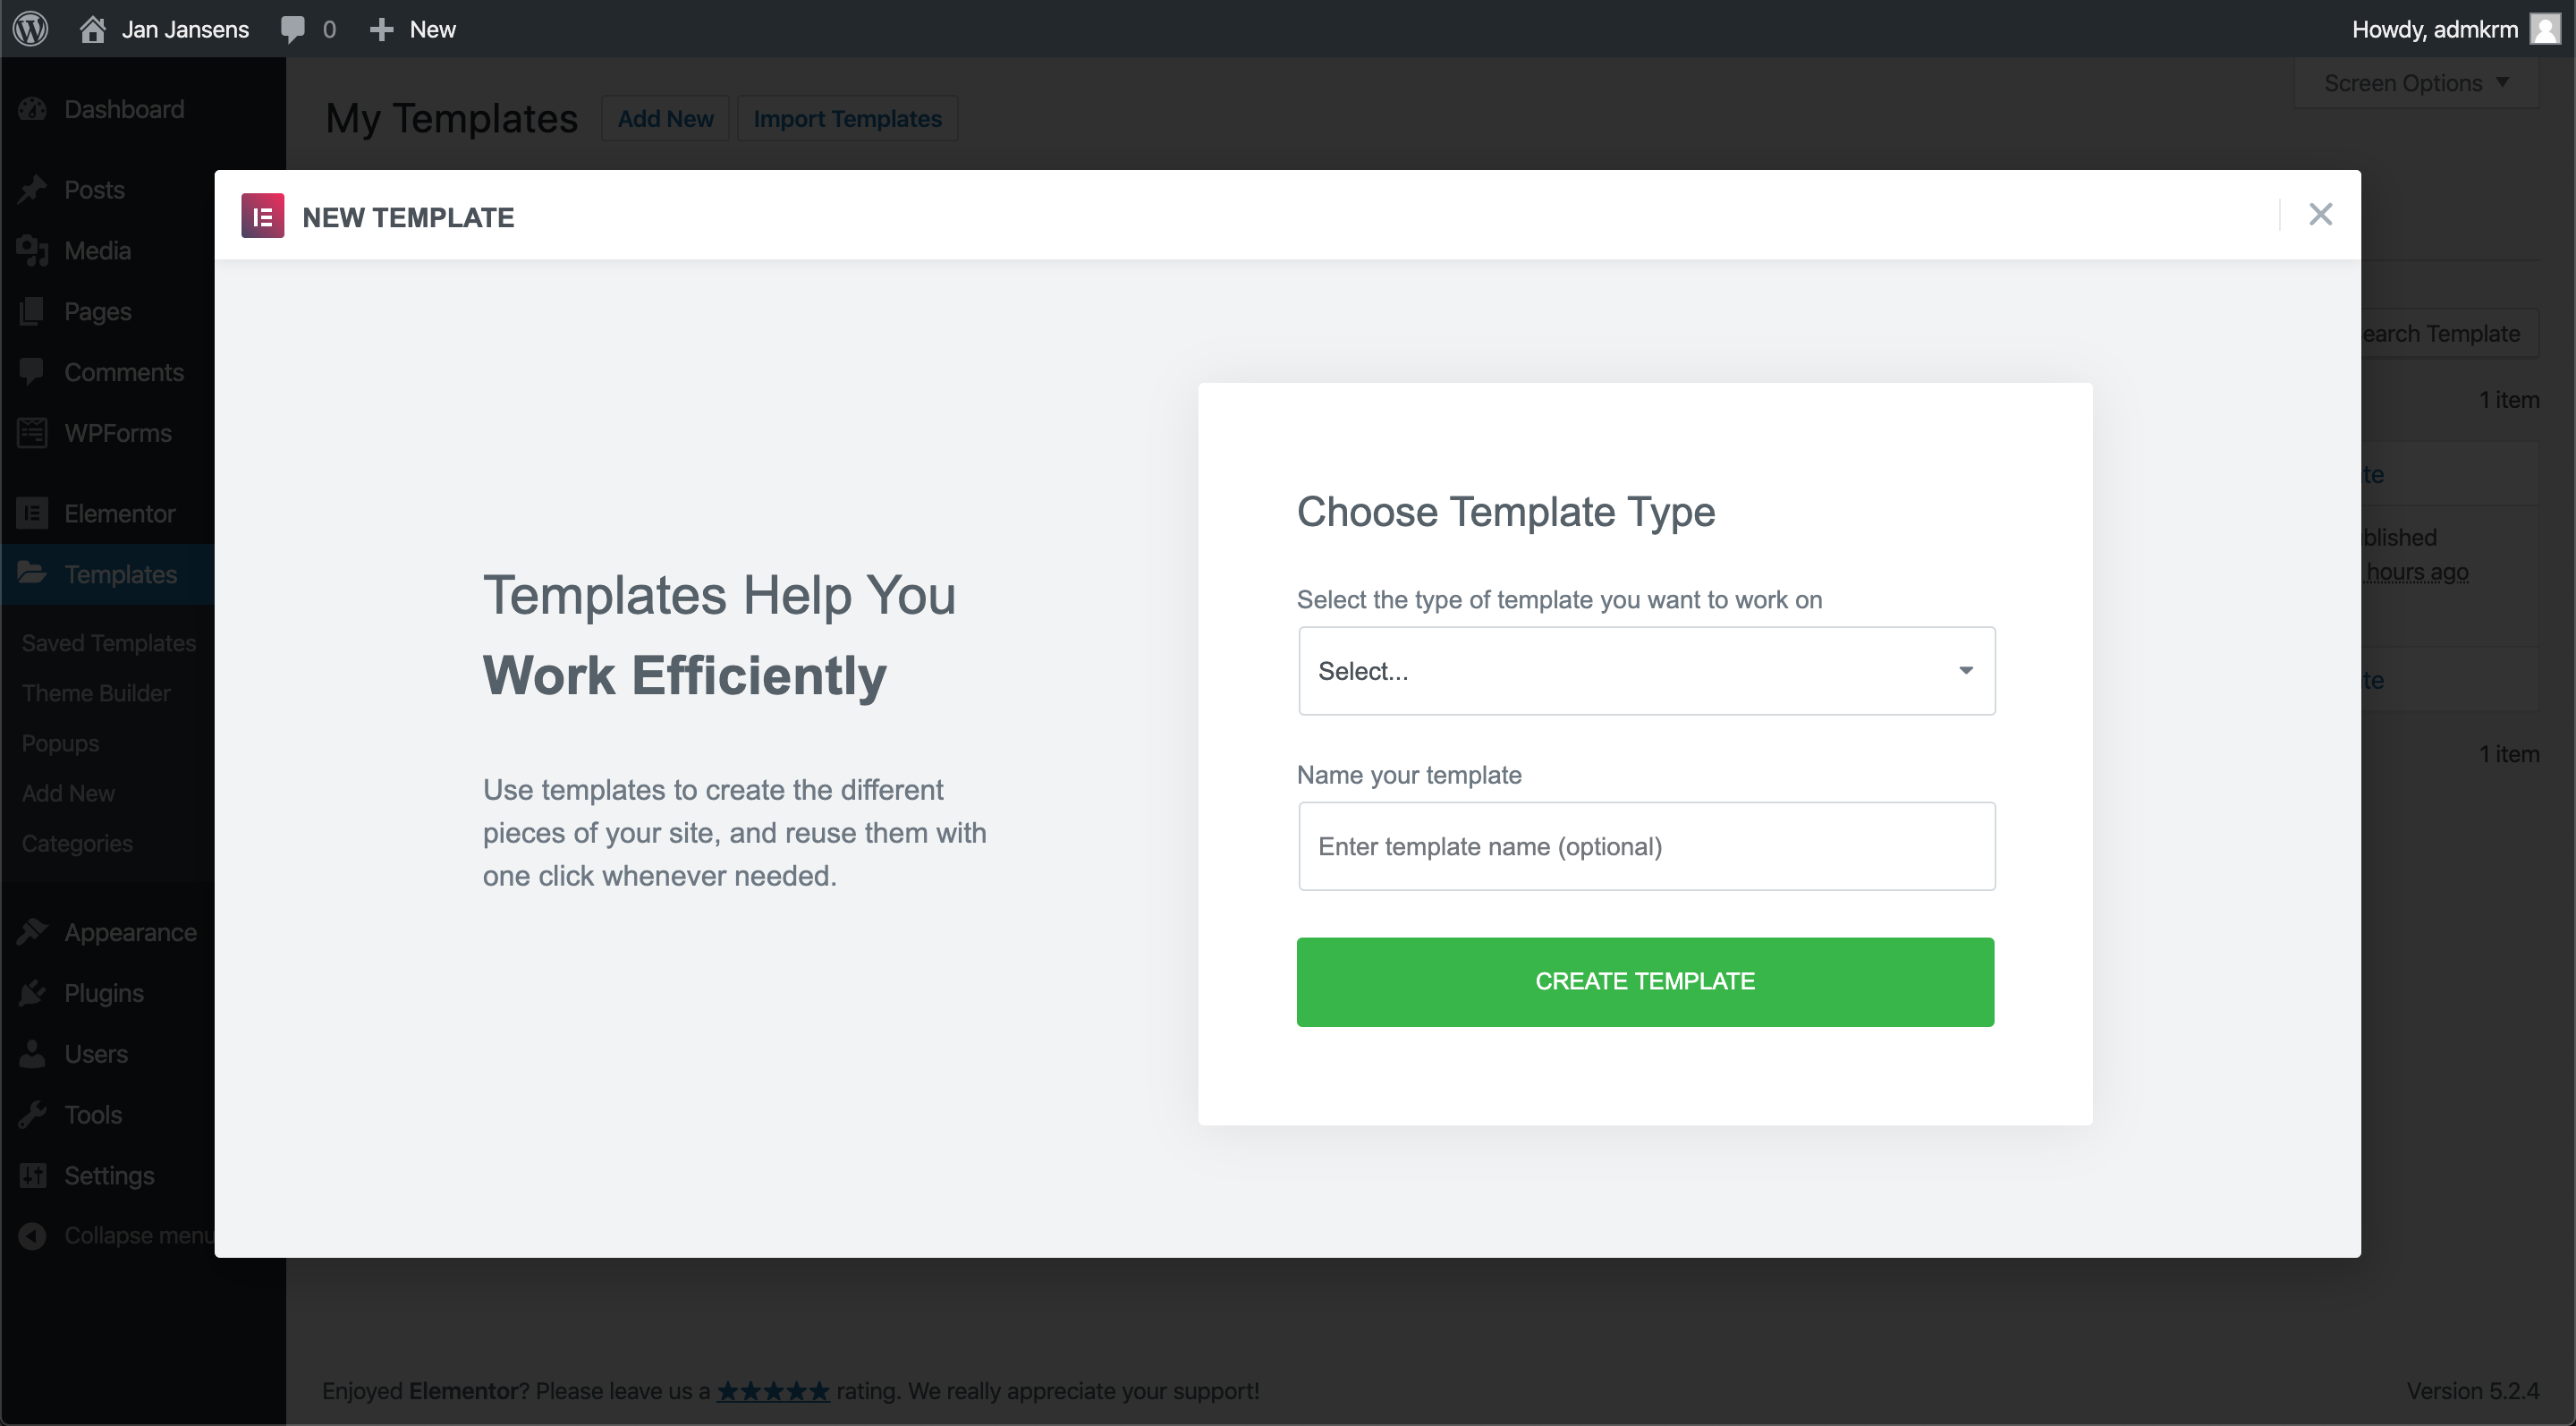 Jan Jansens
0
New
Howdy, admkrm
Screen Options
Dashboard
Posts
Media
Pages
Comments
WPForms
Elementor
Templates
Saved Templates
Theme Builder
Popups
Add New
Categories
Appearance
Plugins
Users
Tools
Settings
Collapse menu
My Templates
Add New
Import Templates
NEW TEMPLATE
Templates Help You
Work Efficiently
Use templates to create the different
pieces of your site, and reuse them with
one click whenever needed.
Choose Template Type
Select the type of template you want to work on
Select...
Name your template
Enter template name (optional)
CREATE TEMPLATE
earch Template
1 item
te
blished
hours ago
te
1 item
Enjoyed Elementor? Please leave us a ★★★★★ rating. We really appreciate your support!
Version 5.2.4